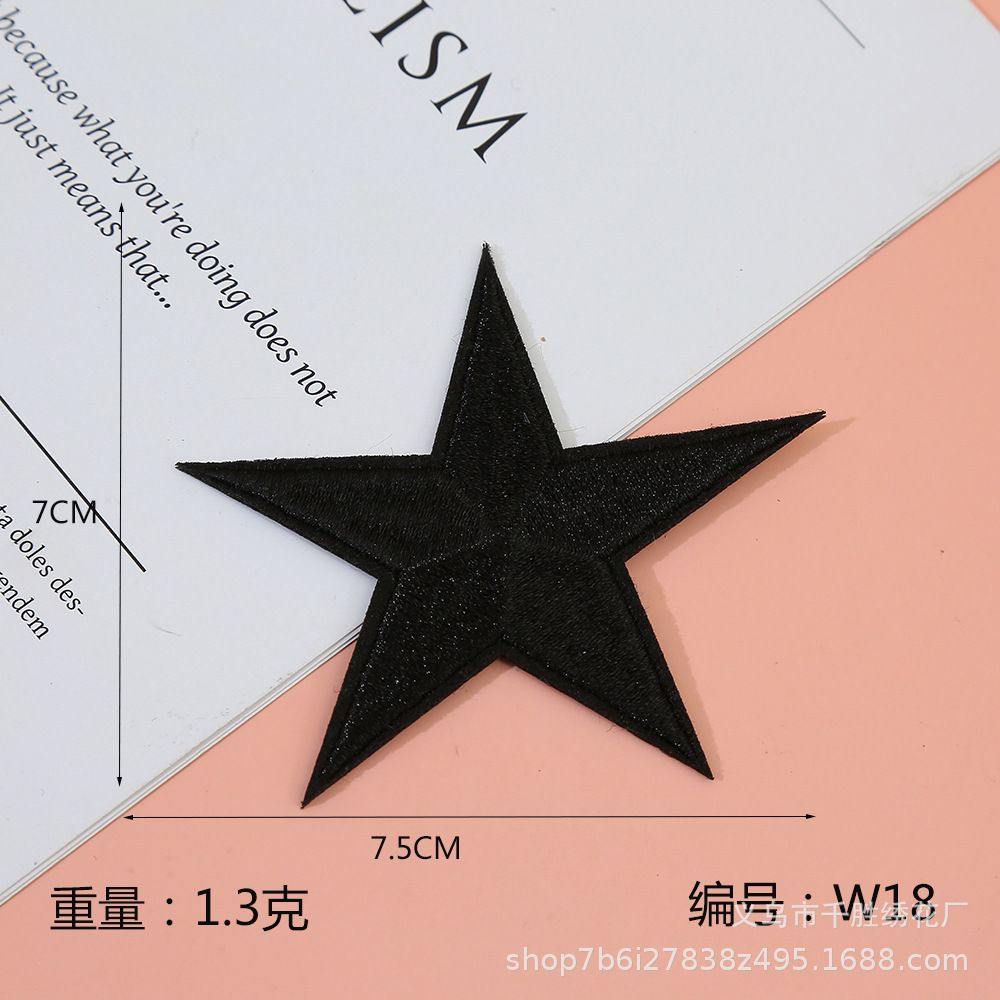 LISM
because what you're doing does not
It just means that...
7CM
ta doles des-
endem
7.5CM
重量：1.3克
编号：W18
义乌市千胜绣花厂
shop7b6i27838z495.1688.com